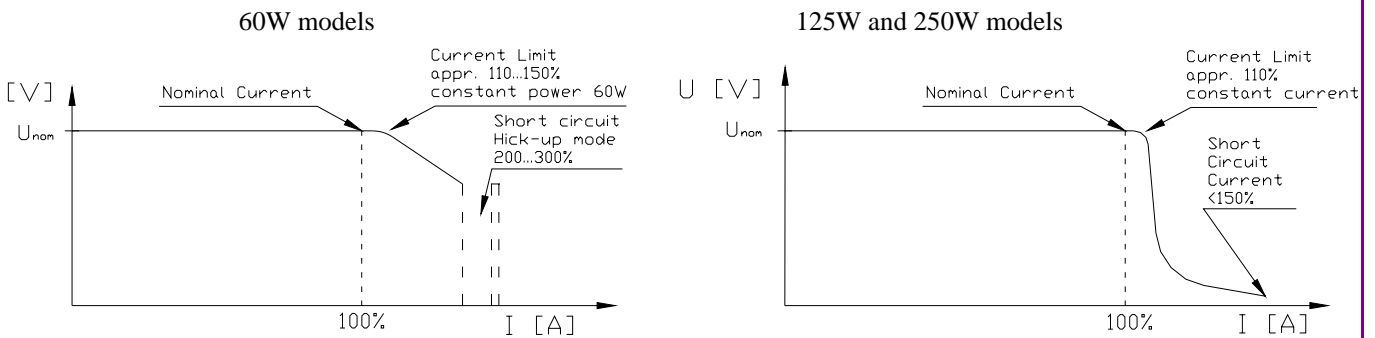 60W models
[V]
Unom
Nominal Current
Current Limit
appr. 110...150%
constant power 60W
Short circuit
Hick-up mode
200...300%
100%
I [A]
125W and 250W models
U [V]
Unom
Nominal Current
Current Limit
appr. 110%
constant current
Short
Circuit
Current
<150%
100%
I [A]